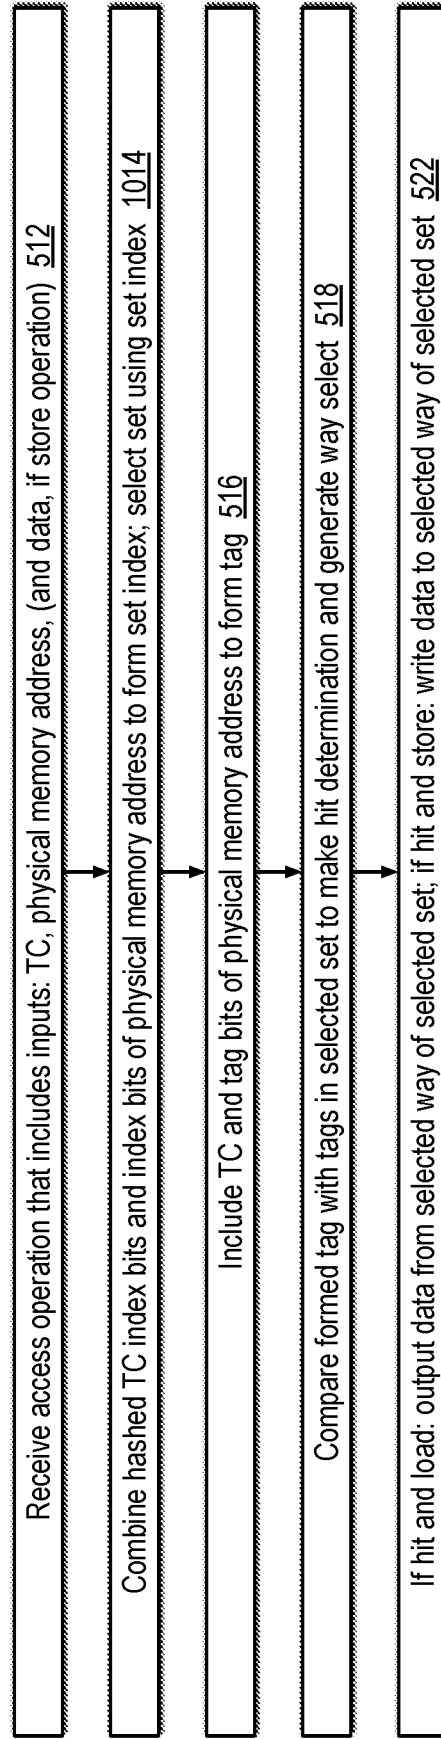 Receive access operation that includes inputs: TC, physical memory address, (and data, if store operation) 512
Combine hashed TC index bits and index bits of physical memory address to form set index; select set using set index 1014
Include TC and tag bits of physical memory address to form tag 516
Compare formed tag with tags in selected set to make hit determination and generate way select 518
If hit and load: output data from selected way of selected set; if hit and store: write data to selected way of selected set 522